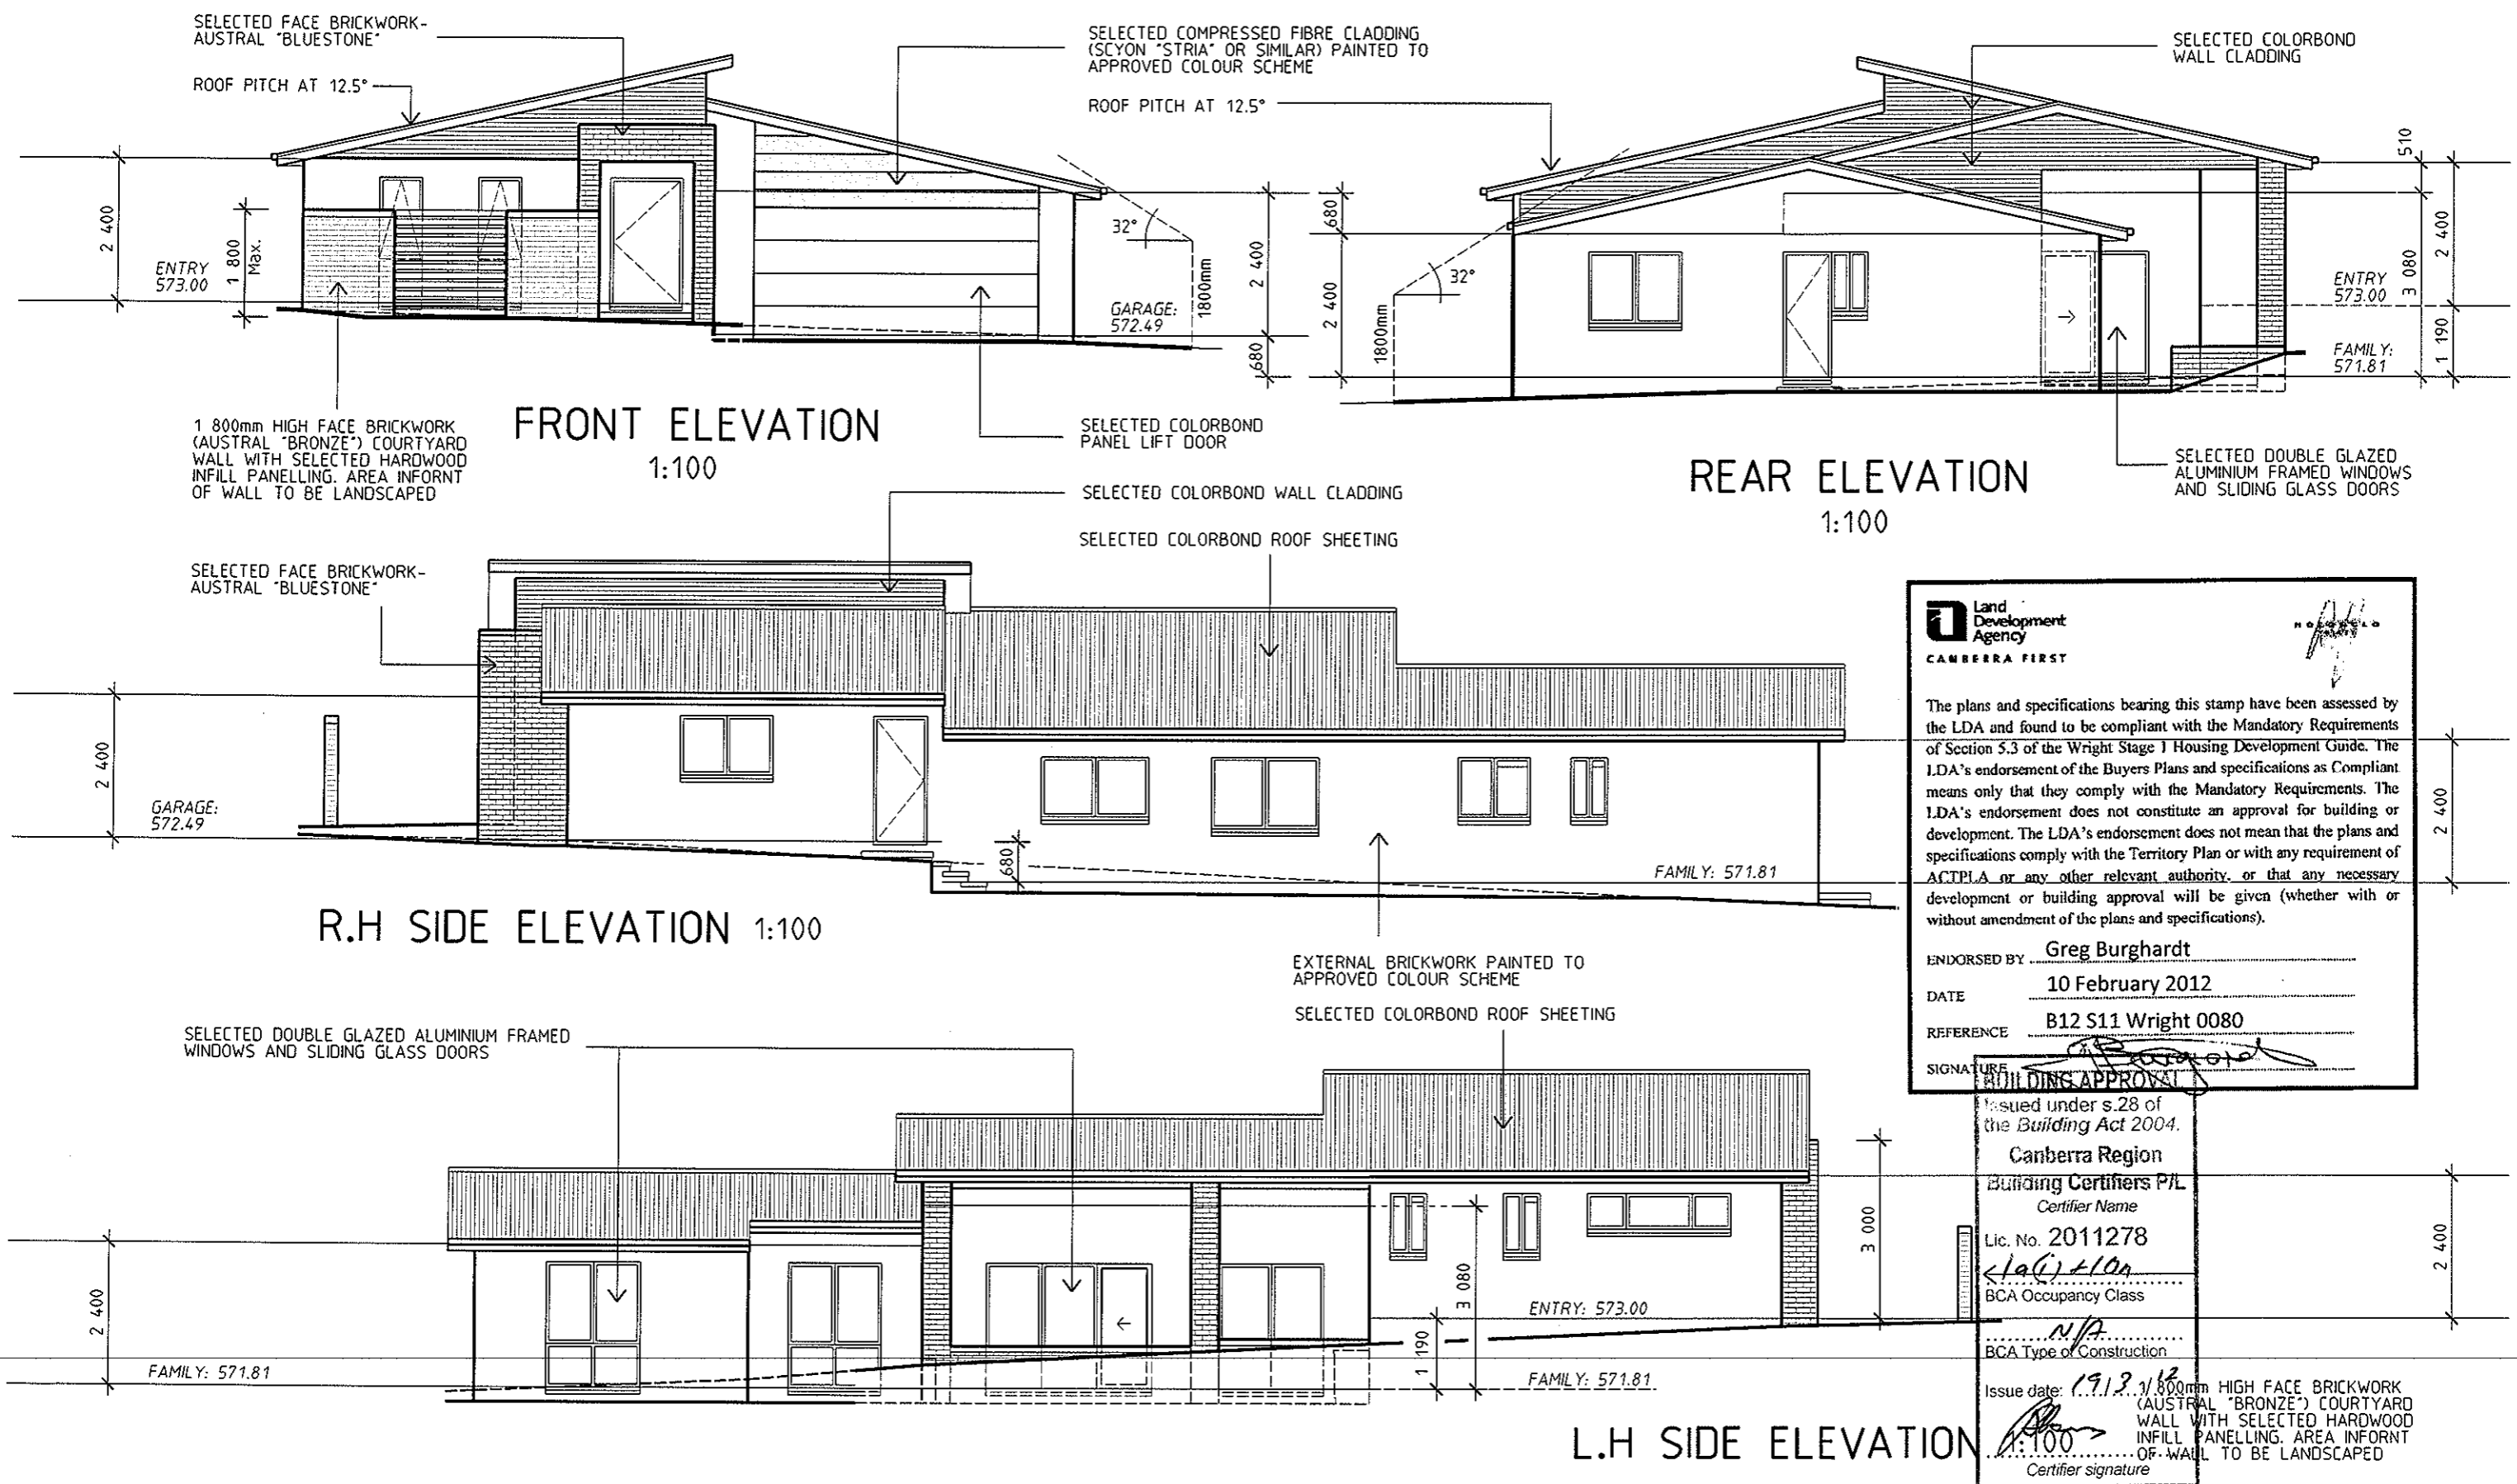 SELECTED FACE BRICKWORK-
AUSTRAL "BLUESTONE"
ROOF PITCH AT 12.5°
SELECTED COMPRESSED FIBRE CLADDING
(SCYON "STRIA" OR SIMILAR) PAINTED TO
APPROVED COLOUR SCHEME
ROOF PITCH AT 12.5°
SELECTED COLORBOND
WALL CLADDING
2 400
ENTRY
573.00
1 800
Max.
32°
1800mm
GARAGE:
572.49
2 400
680
680
2 400
1800mm
32°
510
2 400
3 080
1 190
ENTRY
573.00
FAMILY:
571.81
1 800mm HIGH FACE BRICKWORK
(AUSTRAL "BRONZE") COURTYARD
WALL WITH SELECTED HARDWOOD
INFILL PANELLING. AREA INFORNT
OF WALL TO BE LANDSCAPED
FRONT ELEVATION
1:100
SELECTED COLORBOND
PANEL LIFT DOOR
REAR ELEVATION
1:100
SELECTED DOUBLE GLAZED
ALUMINIUM FRAMED WINDOWS
AND SLIDING GLASS DOORS
SELECTED COLORBOND WALL CLADDING
SELECTED COLORBOND ROOF SHEETING
SELECTED FACE BRICKWORK-
AUSTRAL "BLUESTONE"
2 400
GARAGE:
572.49
680
FAMILY: 571.81
2 400
R.H SIDE ELEVATION 1:100
EXTERNAL BRICKWORK PAINTED TO
APPROVED COLOUR SCHEME
SELECTED COLORBOND ROOF SHEETING
SELECTED DOUBLE GLAZED ALUMINIUM FRAMED
WINDOWS AND SLIDING GLASS DOORS
2 400
FAMILY: 571.81
3 080
1 190
ENTRY: 573.00
FAMILY: 571.81
3 000
2 400
L.H SIDE ELEVATION 1:100
1 800mm HIGH FACE BRICKWORK
(AUSTRAL "BRONZE") COURTYARD
WALL WITH SELECTED HARDWOOD
INFILL PANELLING. AREA INFORNT
OF WALL TO BE LANDSCAPED
Land
Development
Agency
CANBERRA FIRST
The plans and specifications bearing this stamp have been assessed by
the LDA and found to be compliant with the Mandatory Requirements
of Section 5.3 of the Wright Stage 1 Housing Development Guide. The
LDA's endorsement of the Buyers Plans and specifications as Compliant
means only that they comply with the Mandatory Requirements. The
LDA's endorsement does not constitute an approval for building or
development. The LDA's endorsement does not mean that the plans and
specifications comply with the Territory Plan or with any requirement of
ACTPLA or any other relevant authority, or that any necessary
development or building approval will be given (whether with or
without amendment of the plans and specifications).
ENDORSED BY Greg Burghardt
DATE 10 February 2012
REFERENCE B12 S11 Wright 0080
SIGNATURE
BUILDING APPROVAL
Issued under s.28 of
the Building Act 2004.
Canberra Region
Building Certifiers P/L
Certifier Name
Lic. No. 2011278
1a(i) +10a
BCA Occupancy Class
N/A
BCA Type of Construction
Issue date: 19/3/12
Certifier signature